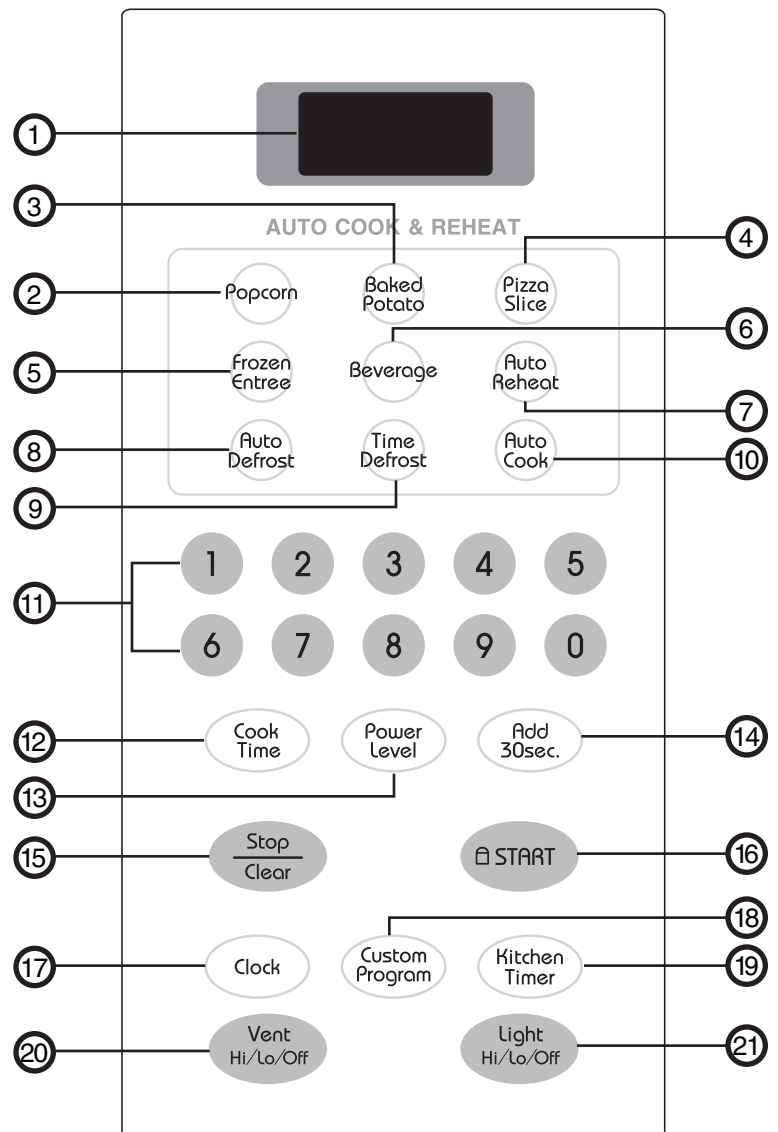 1
3
AUTO COOK & REHEAT
4
2
Popcorn
Baked
Potato
Pizza
Slice
6
5
Frozen
Entree
Beverage
Auto
Reheat
7
8
Auto
Defrost
Time
Defrost
Auto
Cook
10
9
11
1 2 3 4 5
6 7 8 9 0
12
Cook
Time
Power
Level
Add
30sec.
14
13
15
Stop
Clear
START
16
18
17
Clock
Custom
Program
Kitchen
Timer
19
20
Vent
Hi/Lo/Off
Light
Hi/Lo/Off
21